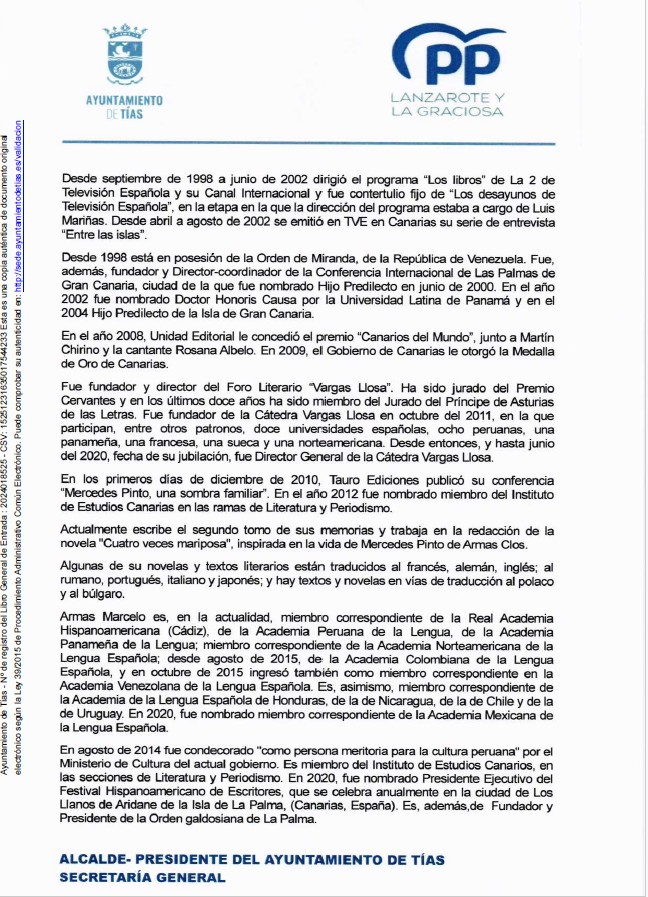 AYUNTAMIENTO
DE TÍAS
PP
LANZAROTE Y
LA GRACIOSA
Desde septiembre de 1998 a junio de 2002 dirigió el programa “Los libros” de La 2 de
Televisión Española y su Canal Internacional y fue contertulio fijo de “Los desayunos de
Televisión Española”, en la etapa en la que la dirección del programa estaba a cargo de Luis
Mariñas. Desde abril a agosto de 2002 se emitió en TVE en Canarias su serie de entrevista
“Entre las islas”.
Desde 1998 está en posesión de la Orden de Miranda, de la República de Venezuela. Fue,
además, fundador y Director-coordinador de la Conferencia Internacional de Las Palmas de
Gran Canaria, ciudad de la que fue nombrado Hijo Predilecto en junio de 2000. En el año
2002 fue nombrado Doctor Honoris Causa por la Universidad Latina de Panamá y en el
2004 Hijo Predilecto de la Isla de Gran Canaria.
En el año 2008, Unidad Editorial le concedió el premio “Canarios del Mundo”, junto a Martín
Chirino y la cantante Rosana Albelo. En 2009, el Gobierno de Canarias le otorgó la Medalla
de Oro de Canarias.
Fue fundador y director del Foro Literario “Vargas Llosa”. Ha sido jurado del Premio
Cervantes y en los últimos doce años ha sido miembro del Jurado del Príncipe de Asturias
de las Letras. Fue fundador de la Cátedra Vargas Llosa en octubre del 2011, en la que
participan, entre otros patronos, doce universidades españolas, ocho peruanas, una
panameña, una francesa, una sueca y una norteamericana. Desde entonces, y hasta junio
del 2020, fecha de su jubilación, fue Director General de la Cátedra Vargas Llosa.
En los primeros días de diciembre de 2010, Tauro Ediciones publicó su conferencia
“Mercedes Pinto, una sombra familiar”. En el año 2012 fue nombrado miembro del Instituto
de Estudios Canarias en las ramas de Literatura y Periodismo.
Actualmente escribe el segundo tomo de sus memorias y trabaja en la redacción de la
novela "Cuatro veces mariposa", inspirada en la vida de Mercedes Pinto de Armas Clos.
Algunas de su novelas y textos literarios están traducidos al francés, alemán, inglés; al
rumano, portugués, italiano y japonés; y hay textos y novelas en vías de traducción al polaco
y al búlgaro.
Armas Marcelo es, en la actualidad, miembro correspondiente de la Real Academia
Hispanoamericana (Cádiz), de la Academia Peruana de la Lengua, de la Academia
Panameña de la Lengua; miembro correspondiente de la Academia Norteamericana de la
Lengua Española; desde agosto de 2015, de la Academia Colombiana de la Lengua
Española, y en octubre de 2015 ingresó también como miembro correspondiente en la
Academia Venezolana de la Lengua Española. Es, asimismo, miembro correspondiente de
la Academia de la Lengua Española de Honduras, de la de Nicaragua, de la de Chile y de la
de Uruguay. En 2020, fue nombrado miembro correspondiente de la Academia Mexicana de
la Lengua Española.
En agosto de 2014 fue condecorado "como persona meritoria para la cultura peruana" por el
Ministerio de Cultura del actual gobierno. Es miembro del Instituto de Estudios Canarios, en
las secciones de Literatura y Periodismo. En 2020, fue nombrado Presidente Ejecutivo del
Festival Hispanoamericano de Escritores, que se celebra anualmente en la ciudad de Los
Llanos de Aridane de la Isla de La Palma, (Canarias, España). Es, además,de Fundador y
Presidente de la Orden galdosiana de La Palma.
ALCALDE- PRESIDENTE DEL AYUNTAMIENTO DE TÍAS
SECRETARÍA GENERAL
Ayuntamiento de Tías - Nº de registro del Libro General de Entrada : 2024018525 - CSV: 15251231635017544233 Esta es una copia auténtica de documento original
electrónico según la Ley 39/2015 de Procedimiento Administrativo Común Electrónico. Puede comprobar su autenticidad en: http://sede.ayuntamientodetias.es/validacion